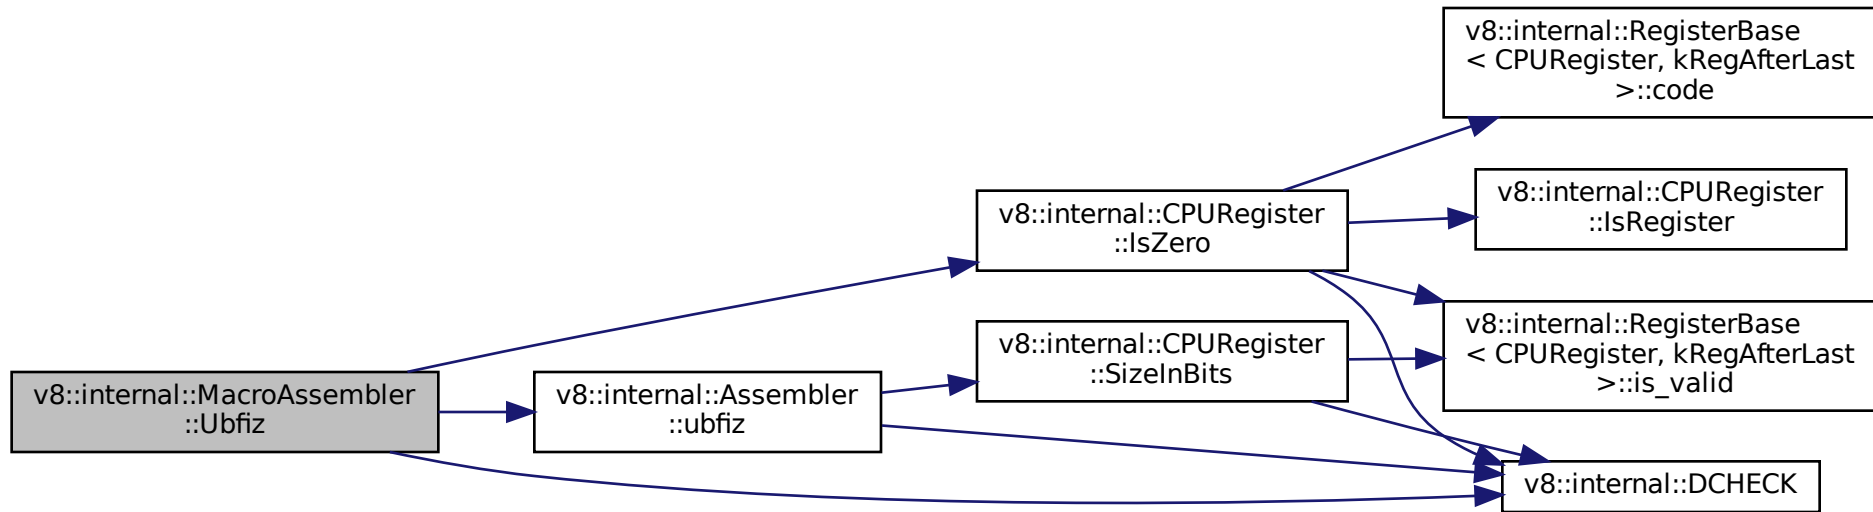 v8::internal::MacroAssembler
::Ubfiz
v8::internal::Assembler
::ubfiz
v8::internal::CPURegister
::IsZero
v8::internal::CPURegister
::SizeInBits
v8::internal::RegisterBase
< CPURegister, kRegAfterLast
>::code
v8::internal::CPURegister
::IsRegister
v8::internal::RegisterBase
< CPURegister, kRegAfterLast
>::is_valid
v8::internal::DCHECK